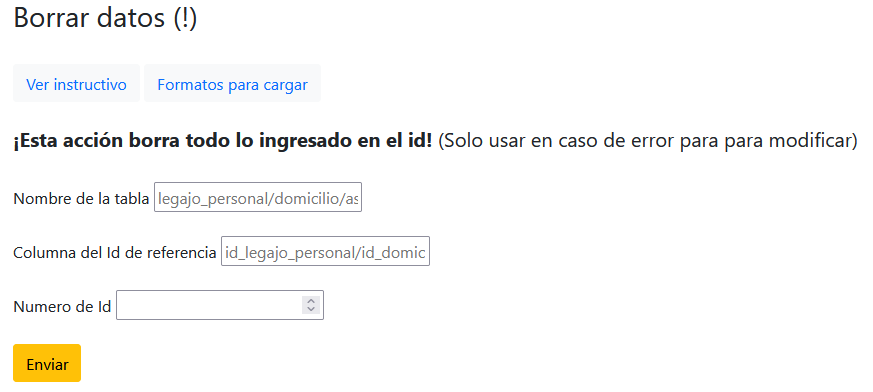 Borrar datos (!)
Ver instructivo Formatos para cargar
¡Esta acción borra todo lo ingresado en el id! (Solo usar en caso de error para para modificar)
Nombre de la tabla legajo_personal/domicilio/as
Columna del Id de referencia id_legajo_personal/id_domic
Numero de Id
Enviar